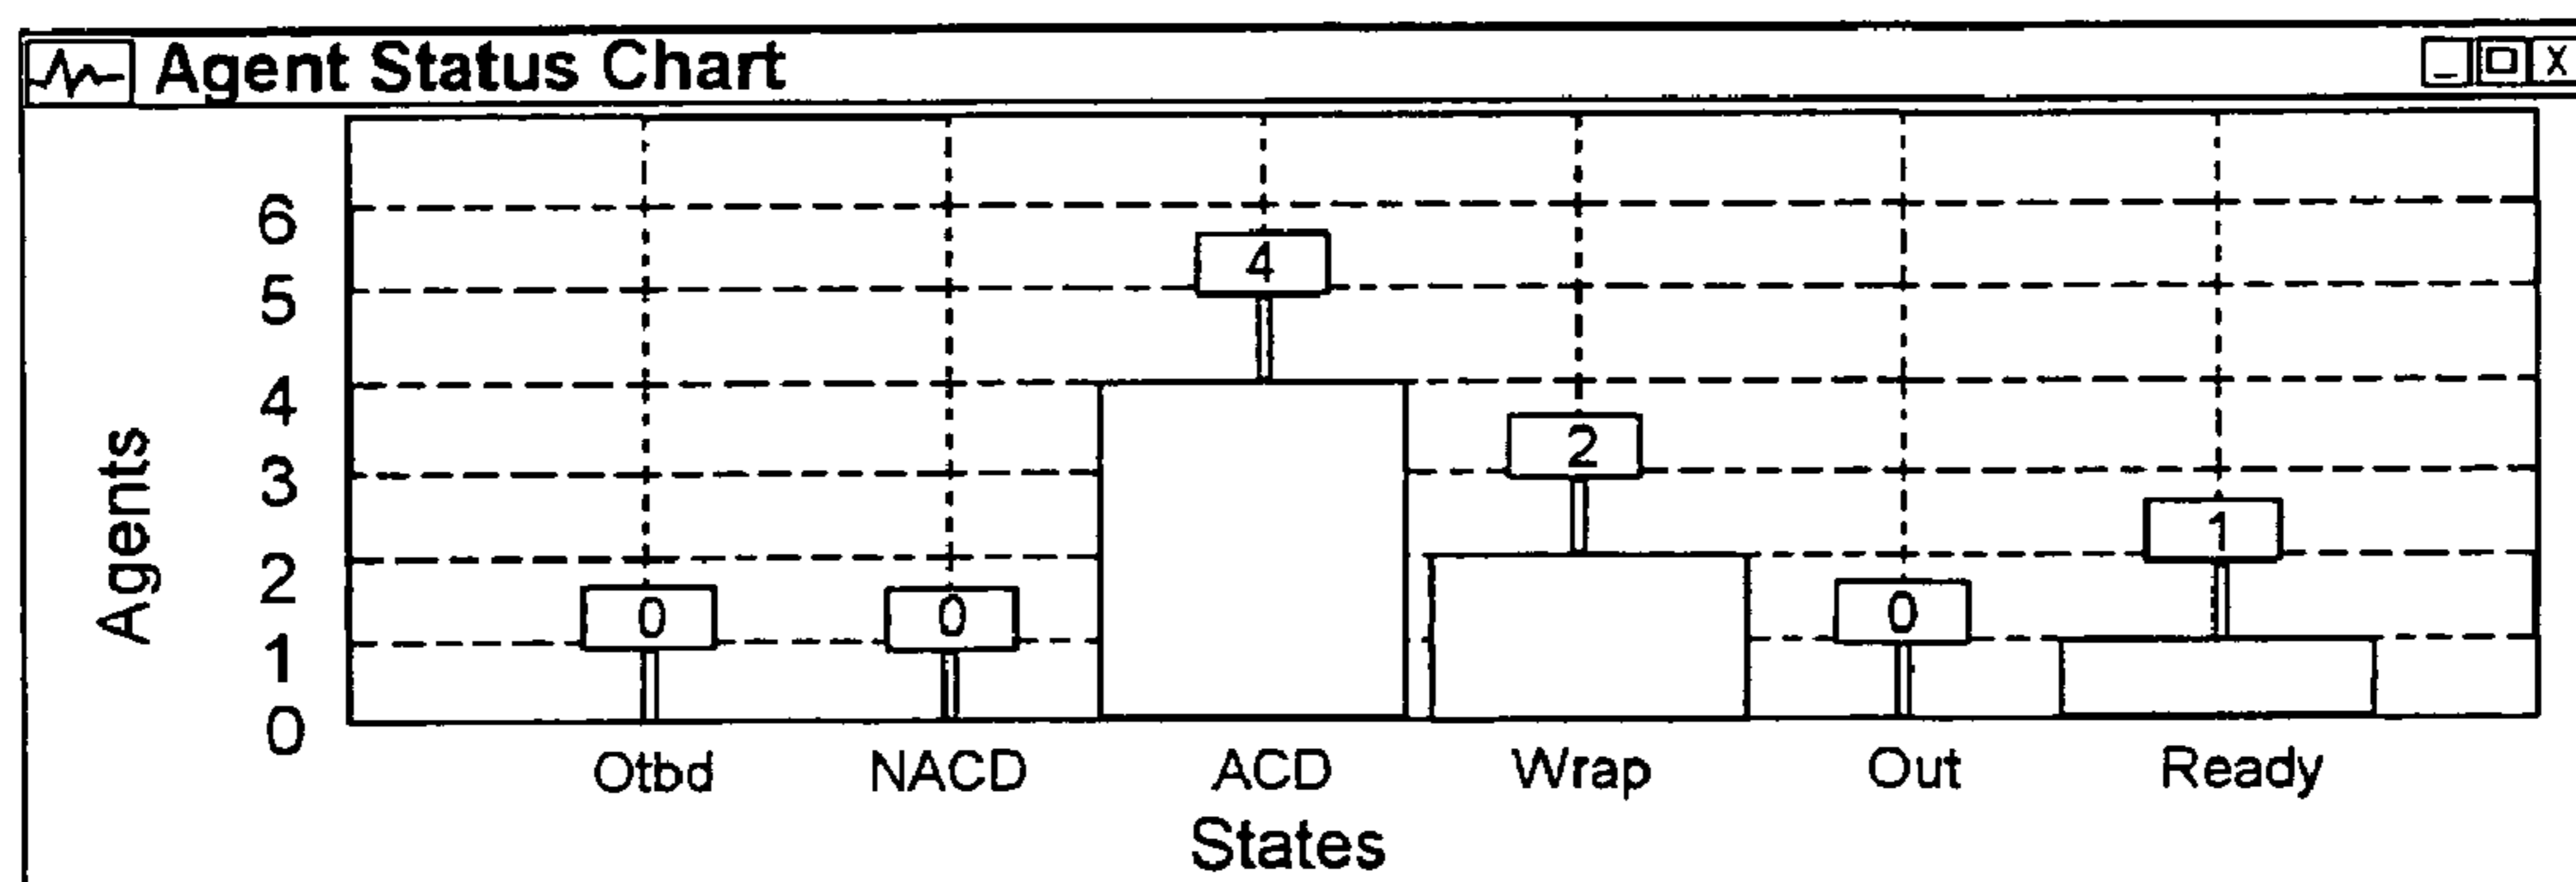 Agent Status Chart
_ X
6
4
5
4
2
3
1
2
0 0 0
1
0
Agents
Otbd NACD ACD Wrap Out Ready
States